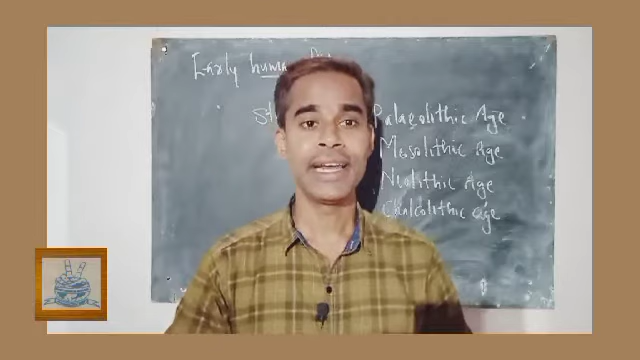 Early human
Palaeolithic Age
Mesolithic Age
Neolithic Age
Chalcolithic age